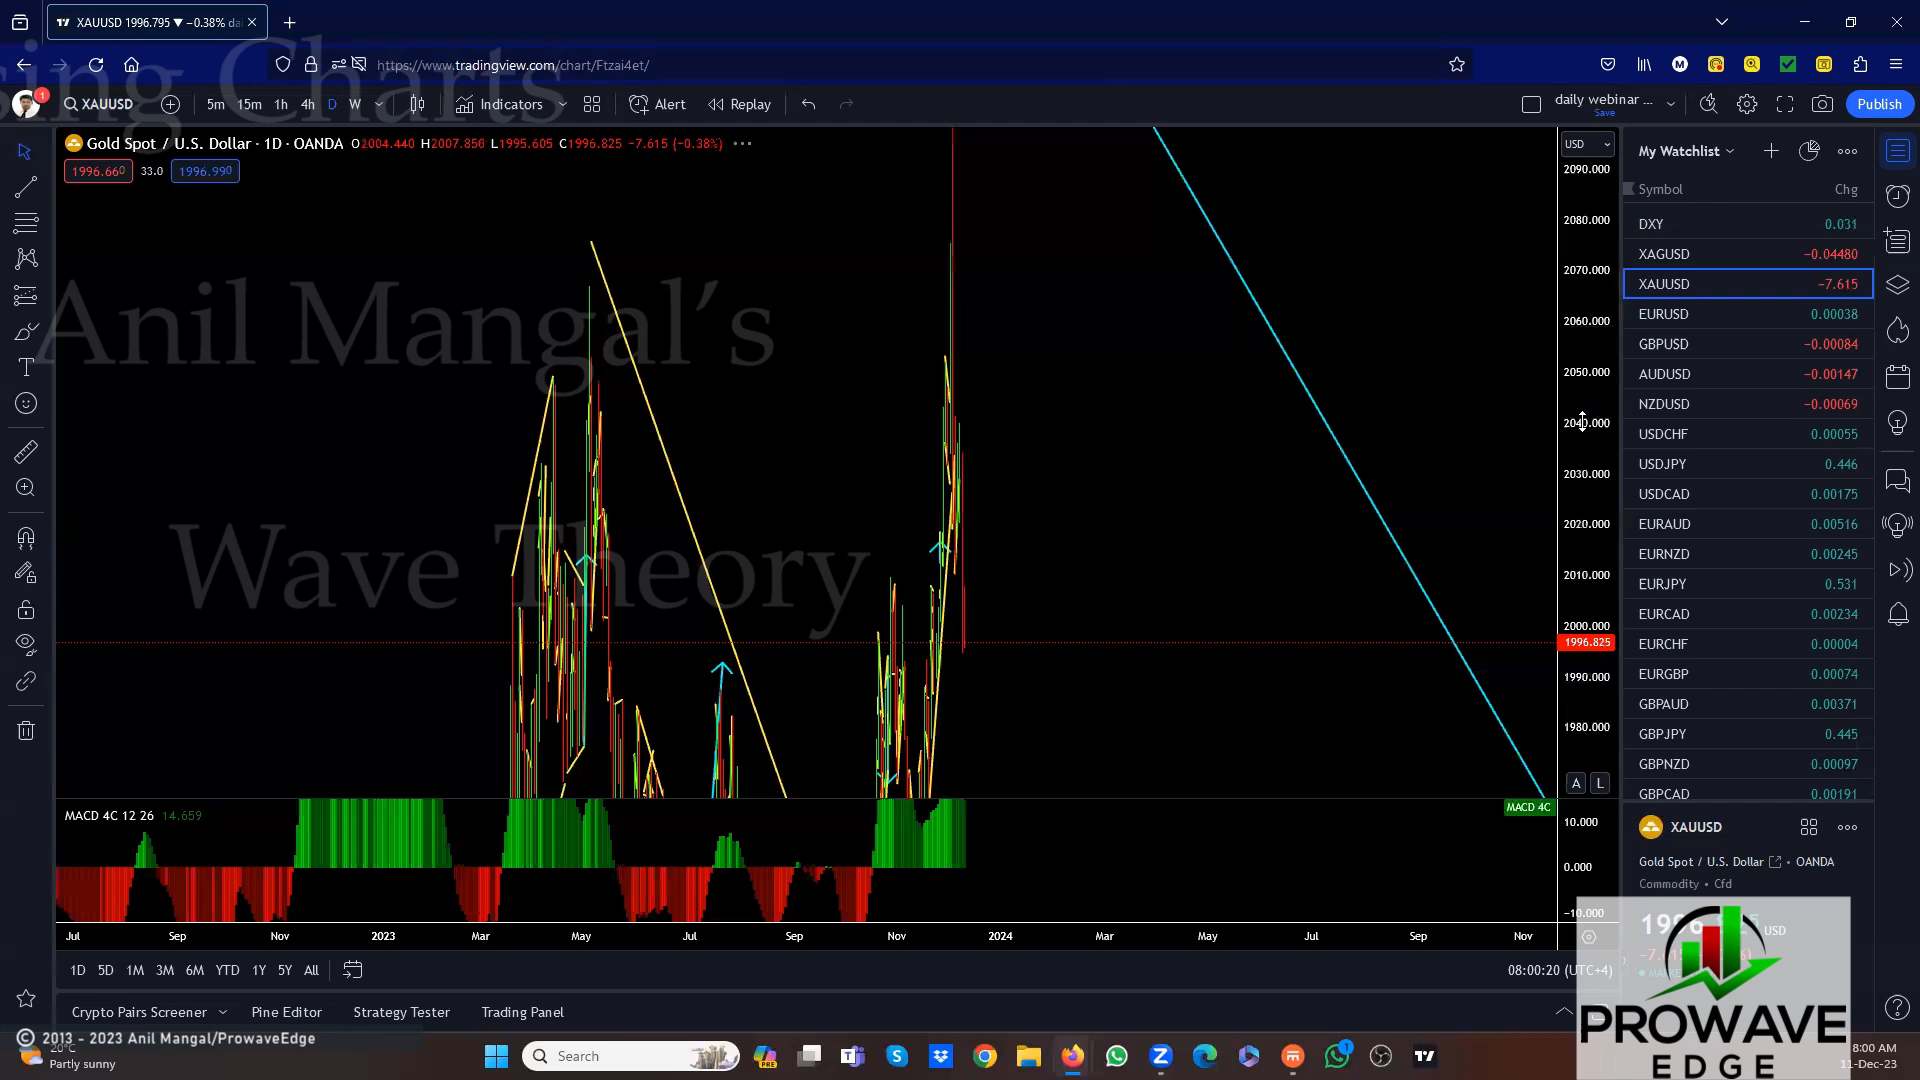 XAUUSD 1996.795 ▼ −0.38% da
https://www.tradingview.com/chart/Ftzai4et/
sing Charts
1
XAUUSD
5m 15m 1h 4h D W
Indicators
Alert
Replay
daily webinar ...
Save
Publish
Gold Spot / U.S. Dollar · 1D · OANDA O2004.440 H2007.850 L1995.605 C1996.825 −7.615 (−0.38%)
1996.660 33.0 1996.990
USD
2090.000
2080.000
2070.000
2060.000
2050.000
2040.000
2030.000
2020.000
2010.000
2000.000
1996.825
1990.000
1980.000
A L
Anil Mangal's
Wave Theory
MACD 4C 12 26 14.659
MACD 4C
10.000
0.000
−10.000
Jul Sep Nov 2023 Mar May Jul Sep Nov 2024 Mar May Jul Sep Nov
1D 5D 1M 3M 6M YTD 1Y 5Y All
08:00:20 (UTC+4)
Crypto Pairs Screener Pine Editor Strategy Tester Trading Panel
My Watchlist
Symbol Chg
DXY 0.031
XAGUSD −0.04480
XAUUSD −7.615
EURUSD 0.00038
GBPUSD −0.00084
AUDUSD −0.00147
NZDUSD −0.00069
USDCHF 0.00055
USDJPY 0.446
USDCAD 0.00175
EURAUD 0.00516
EURNZD 0.00245
EURJPY 0.531
EURCAD 0.00234
EURCHF 0.00004
EURGBP 0.00074
GBPAUD 0.00371
GBPJPY 0.445
GBPNZD 0.00097
GBPCAD 0.00191
XAUUSD
Gold Spot / U.S. Dollar • OANDA
Commodity • Cfd
USD
PROWAVE
EDGE
© 2013 - 2023 Anil Mangal/ProwaveEdge
20°C
Partly sunny
Search
8:00 AM
11-Dec-23